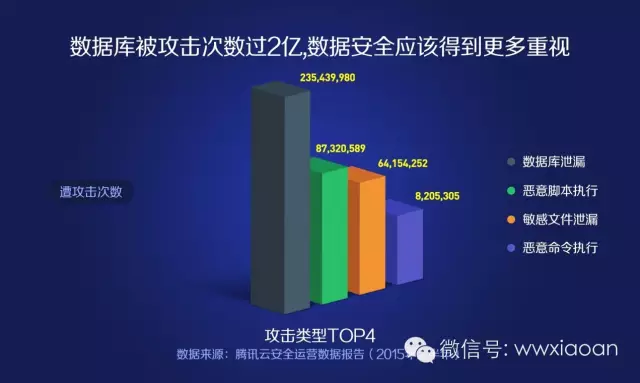 数据库被攻击次数过2亿,数据安全应该得到更多重视
235,439,980
87,320,589
64,154,252
8,205,305
遭攻击次数
数据库泄漏
恶意脚本执行
敏感文件泄漏
恶意命令执行
攻击类型TOP4
数据来源：腾讯云安全运营数据报告（2015
微信号: wwxiaoan